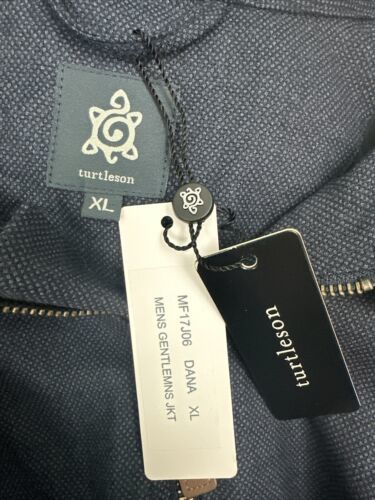 turtleson
XL
MF17J06 DANA XL
MENS GENTLEMNS JKT
turtleson